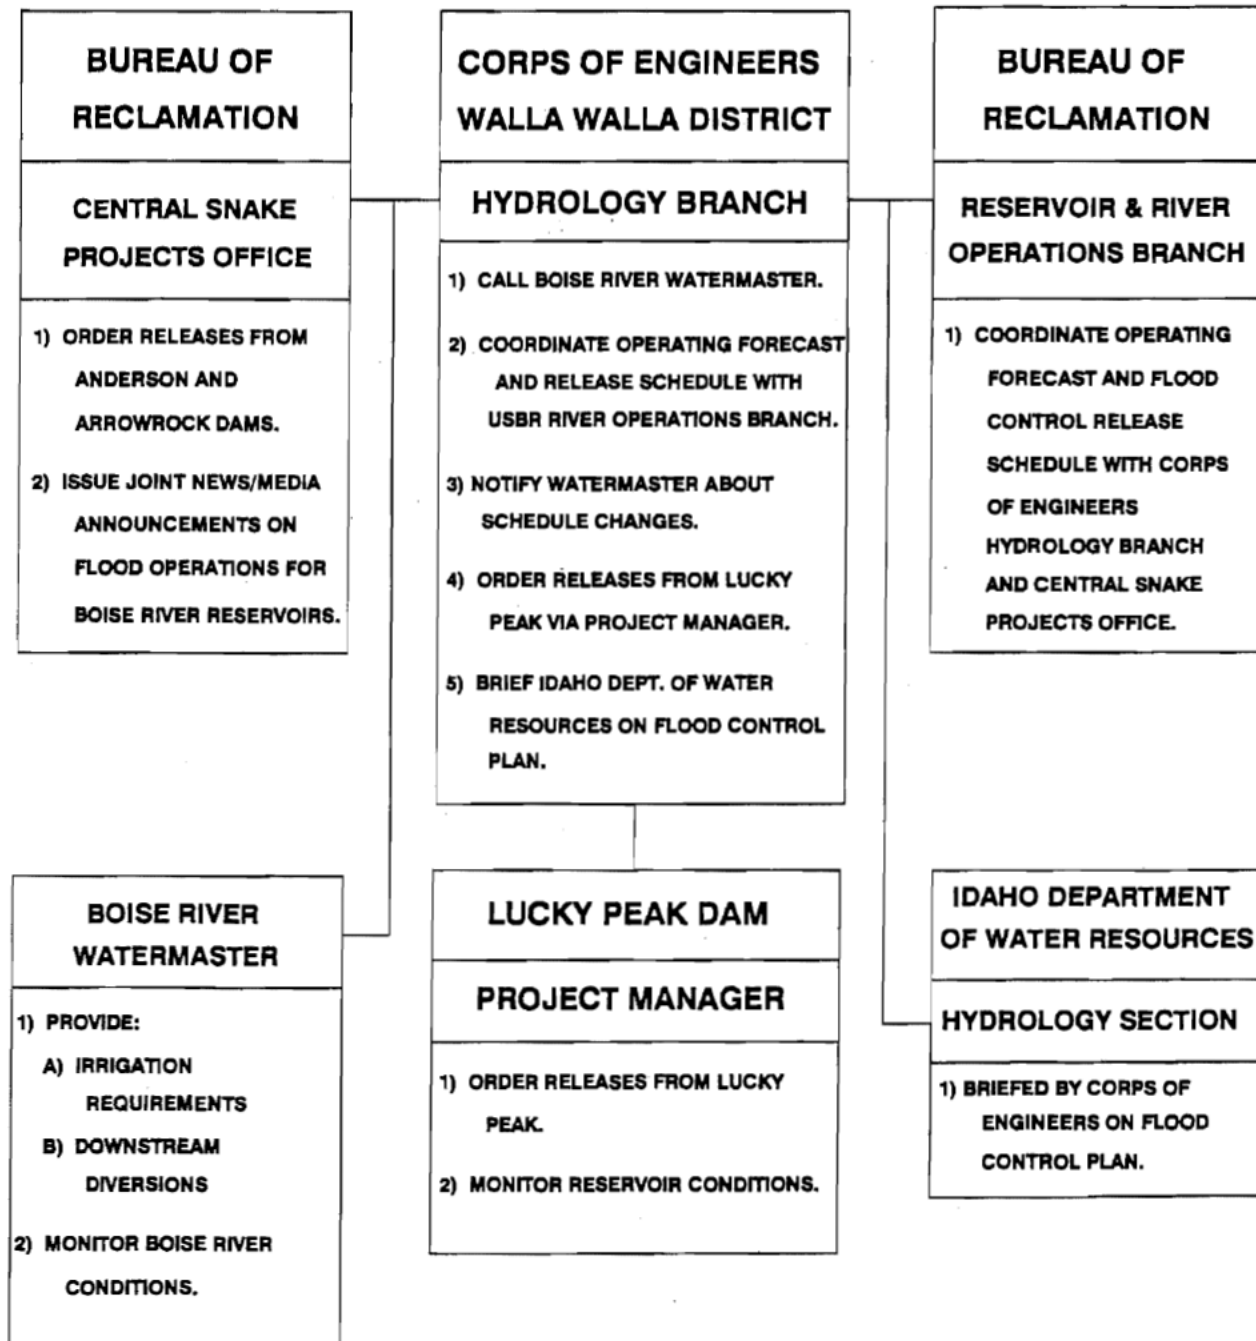 BUREAU OF
RECLAMATION
CENTRAL SNAKE
PROJECTS OFFICE
1) ORDER RELEASES FROM
ANDERSON AND
ARROWROCK DAMS.
2) ISSUE JOINT NEWS/MEDIA
ANNOUNCEMENTS ON
FLOOD OPERATIONS FOR
BOISE RIVER RESERVOIRS.
CORPS OF ENGINEERS
WALLA WALLA DISTRICT
HYDROLOGY BRANCH
1) CALL BOISE RIVER WATERMASTER.
2) COORDINATE OPERATING FORECAST
AND RELEASE SCHEDULE WITH
USBR RIVER OPERATIONS BRANCH.
3) NOTIFY WATERMASTER ABOUT
SCHEDULE CHANGES.
4) ORDER RELEASES FROM LUCKY
PEAK VIA PROJECT MANAGER.
5) BRIEF IDAHO DEPT. OF WATER
RESOURCES ON FLOOD CONTROL
PLAN.
BUREAU OF
RECLAMATION
RESERVOIR & RIVER
OPERATIONS BRANCH
1) COORDINATE OPERATING
FORECAST AND FLOOD
CONTROL RELEASE
SCHEDULE WITH CORPS
OF ENGINEERS
HYDROLOGY BRANCH
AND CENTRAL SNAKE
PROJECTS OFFICE.
BOISE RIVER
WATERMASTER
1) PROVIDE:
A) IRRIGATION
REQUIREMENTS
B) DOWNSTREAM
DIVERSIONS
2) MONITOR BOISE RIVER
CONDITIONS.
LUCKY PEAK DAM
PROJECT MANAGER
1) ORDER RELEASES FROM LUCKY
PEAK.
2) MONITOR RESERVOIR CONDITIONS.
IDAHO DEPARTMENT
OF WATER RESOURCES
HYDROLOGY SECTION
1) BRIEFED BY CORPS OF
ENGINEERS ON FLOOD
CONTROL PLAN.